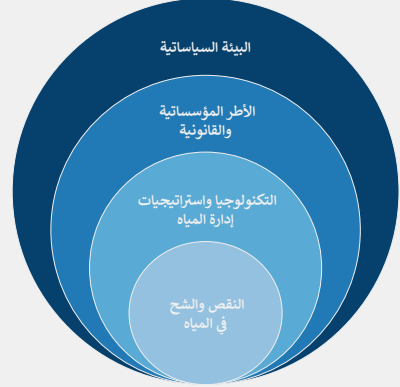 البيئة السياساتية
الأطر المؤسساتية
والقانونية
التكنولوجيا واستراتيجيات
إدارة المياه
النقص والشح
في المياه